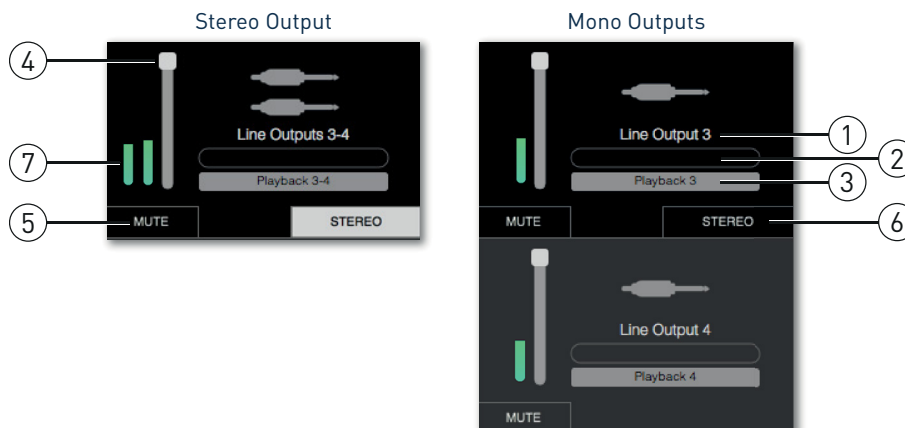 Stereo Output
Mono Outputs
4
7
5
Line Outputs 3-4
Playback 3-4
MUTE
STEREO
Line Output 3
Playback 3
MUTE
STEREO
1
2
3
6
Line Output 4
Playback 4
MUTE